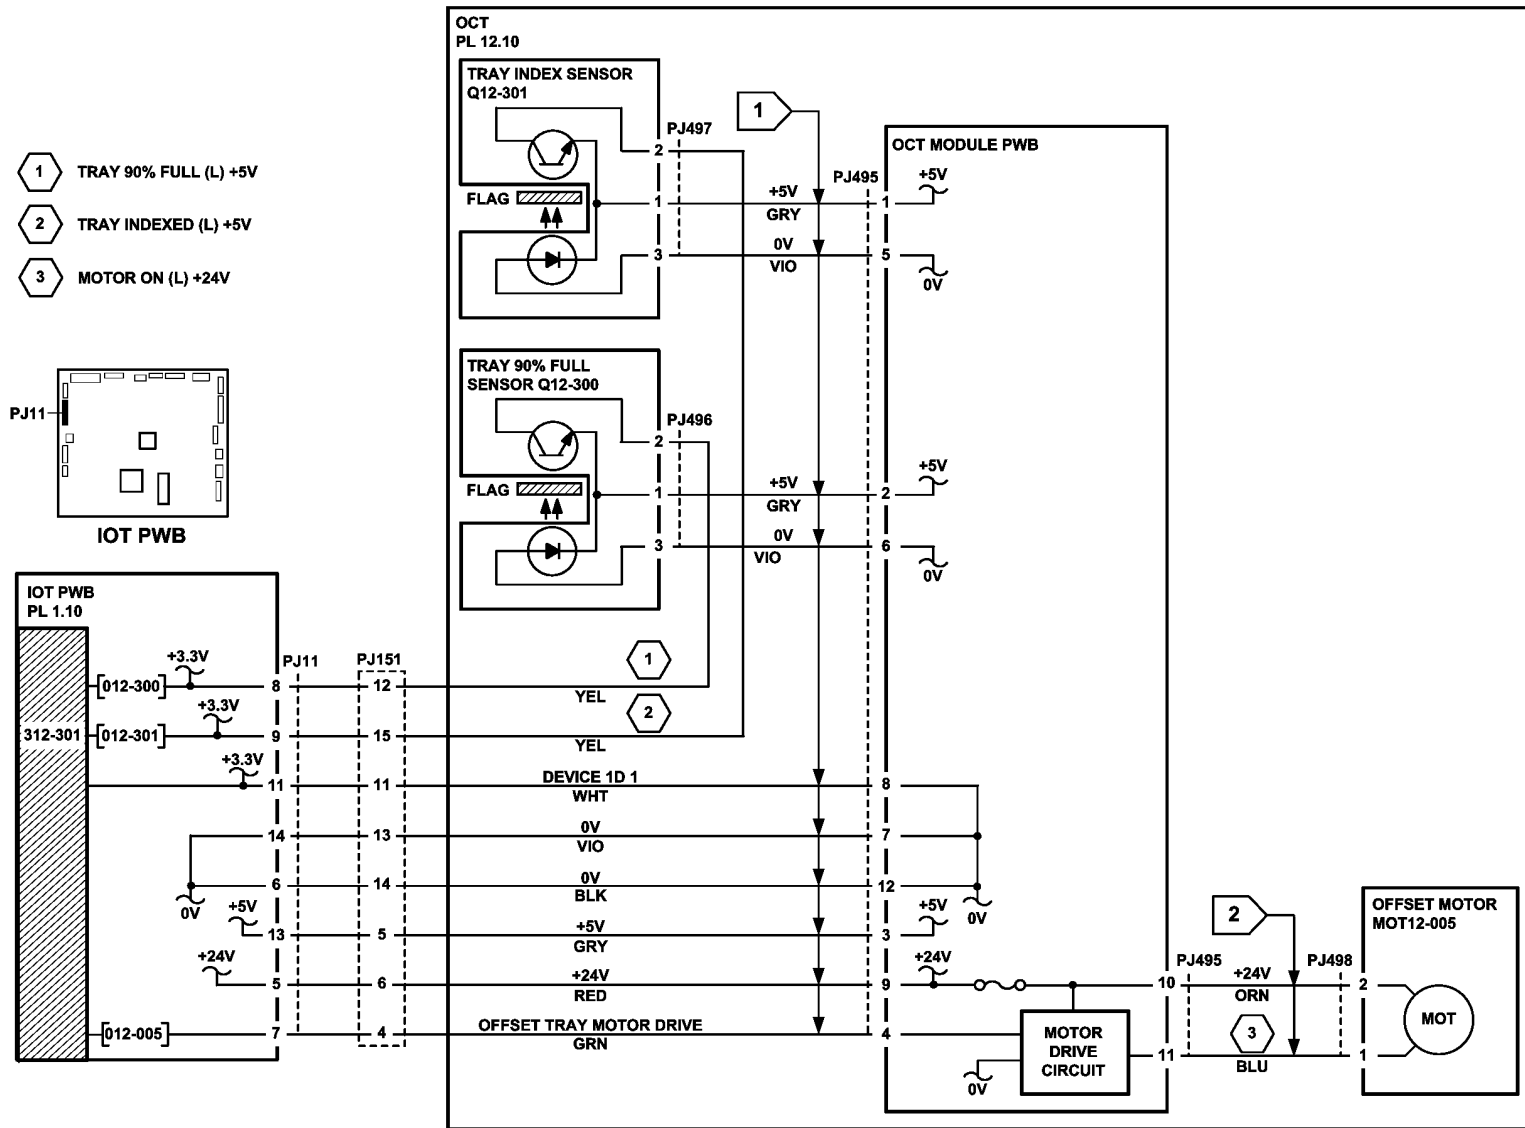 OCT
PL 12.10
TRAY INDEX SENSOR
Q12-301
PJ497
1
2
FLAG
1
3
+5V
GRY
0V
VIO
PJ495
OCT MODULE PWB
1
+5V
5
0V
1 TRAY 90% FULL (L) +5V
2 TRAY INDEXED (L) +5V
3 MOTOR ON (L) +24V
PJ11
IOT PWB
TRAY 90% FULL
SENSOR Q12-300
PJ496
2
FLAG
1
3
+5V
GRY
0V
VIO
2
+5V
6
0V
IOT PWB
PL 1.10
312-301
012-300
+3.3V
8
PJ11
PJ151
12
YEL
1
012-301
+3.3V
9
15
YEL
2
+3.3V
11
11
DEVICE 1D 1
WHT
8
14
13
0V
VIO
7
0V
6
14
0V
BLK
12
0V
+5V
13
5
+5V
GRY
3
+5V
+24V
5
6
+24V
RED
9
+24V
012-005
7
4
OFFSET TRAY MOTOR DRIVE
GRN
4
0V
MOTOR
DRIVE
CIRCUIT
10
11
PJ495
2
+24V
ORN
3
BLU
PJ498
OFFSET MOTOR
MOT12-005
2
1
MOT